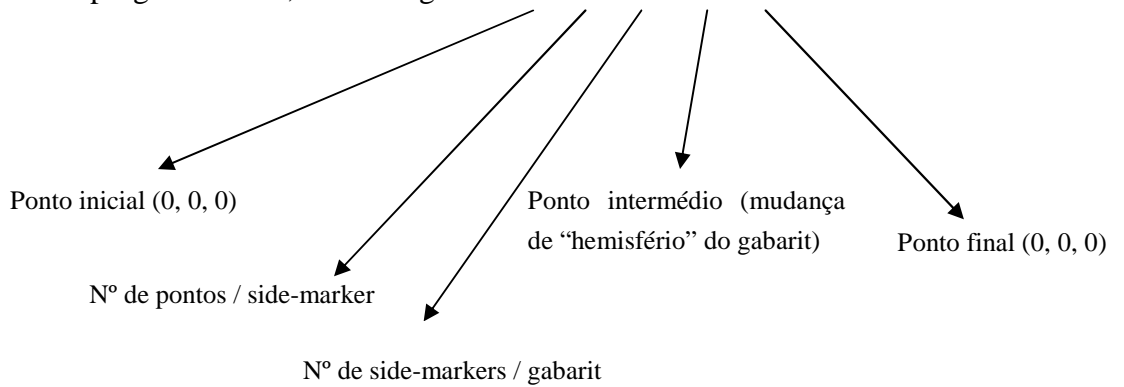 Ponto inicial (0, 0, 0)
Ponto intermédio (mudança
de “hemisfério” do gabarit)
Ponto final (0, 0, 0)
Nº de pontos / side-marker
Nº de side-markers / gabarit